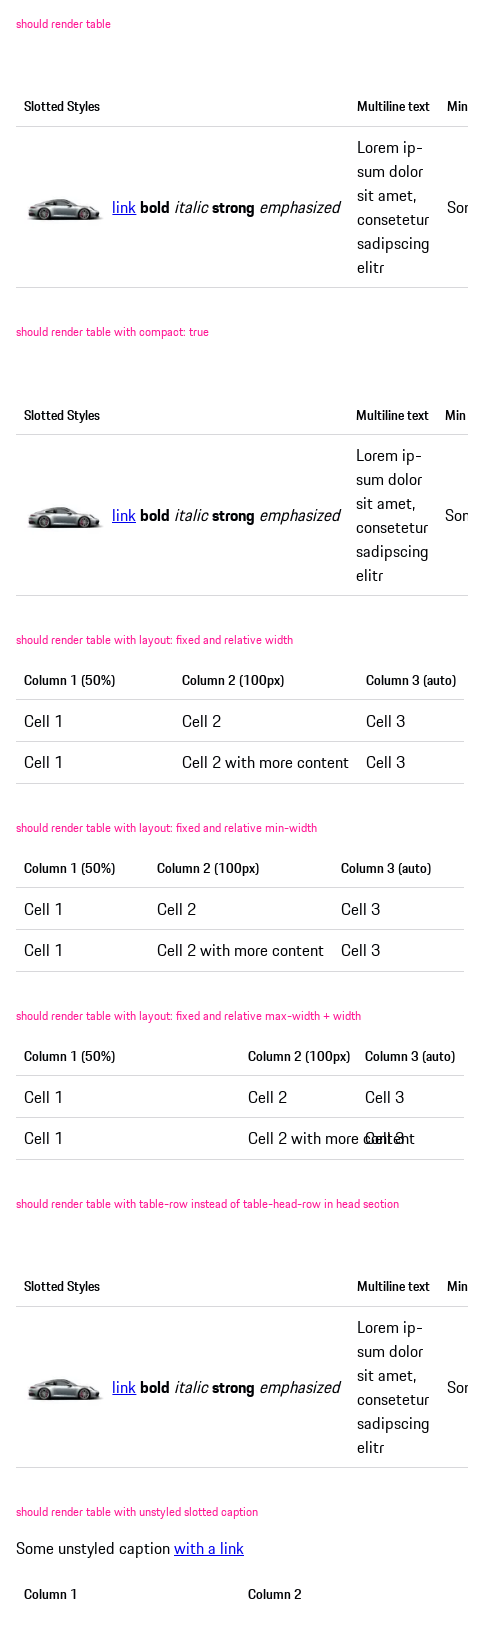 should render table
Slotted Styles Multiline text Min
Lorem ip-
sum dolor
sit amet,
link bold italic strong emphasized consetetur Som
sadipscing
elitr
should render table with compact: true
Slotted Styles Multiline text Min
Lorem ip-
sum dolor
sit amet,
link bold italic strong emphasized consetetur Som
sadipscing
elitr
should render table with layout: fixed and relative width
Column 1 (50%) Column 2 (100px) Column 3 (auto)
Cell 1 Cell 2 Cell 3
Cell 1 Cell 2 with more content Cell 3
should render table with layout: fixed and relative min-width
Column 1 (50%) Column 2 (100px) Column 3 (auto)
Cell 1 Cell 2 Cell 3
Cell 1 Cell 2 with more content Cell 3
should render table with layout: fixed and relative max-width + width
Column 1 (50%) Column 2 (100px) Column 3 (auto)
Cell 1 Cell 2 Cell 3
Cell 1 Cell 2 with more content Cell 3
should render table with table-row instead of table-head-row in head section
Slotted Styles Multiline text Min
Lorem ip-
sum dolor
sit amet,
link bold italic strong emphasized consetetur Som
sadipscing
elitr
should render table with unstyled slotted caption
Some unstyled caption with a link
Column 1 Column 2